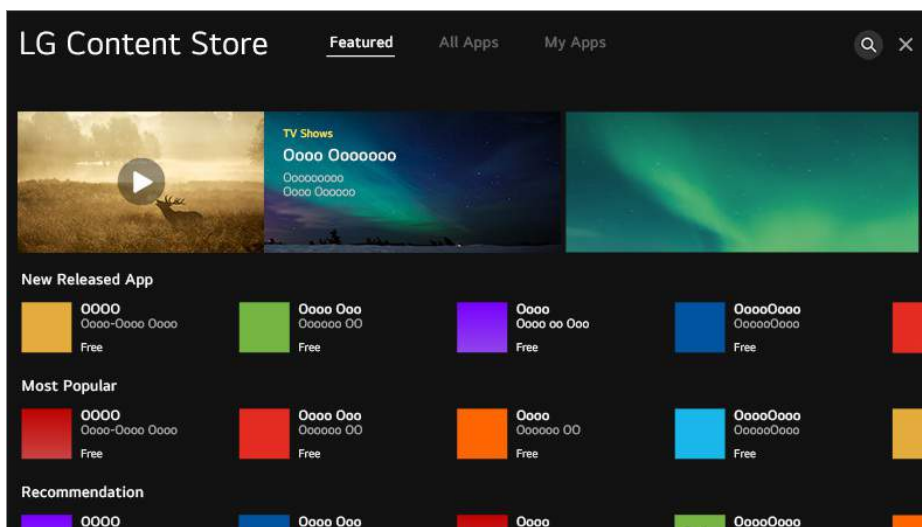 LG Content Store
Featured
All Apps
My Apps
TV Shows
Oooo Ooooooo
Ooooooooo
Oooo Oooooo
New Released App
OOOO
Oooo-Oooo Oooo
Free
Oooo Ooo
Oooooo OO
Free
Oooo
Oooo oo Ooo
Free
OoooOooo
OooooOooo
Free
Most Popular
OOOO
Oooo-Oooo Oooo
Free
Oooo Ooo
Oooooo OO
Free
Oooo
Oooooo OO
Free
OoooOooo
OooooOooo
Free
Recommendation
OOOO
Oooo Ooo
Oooo
OoooOooo